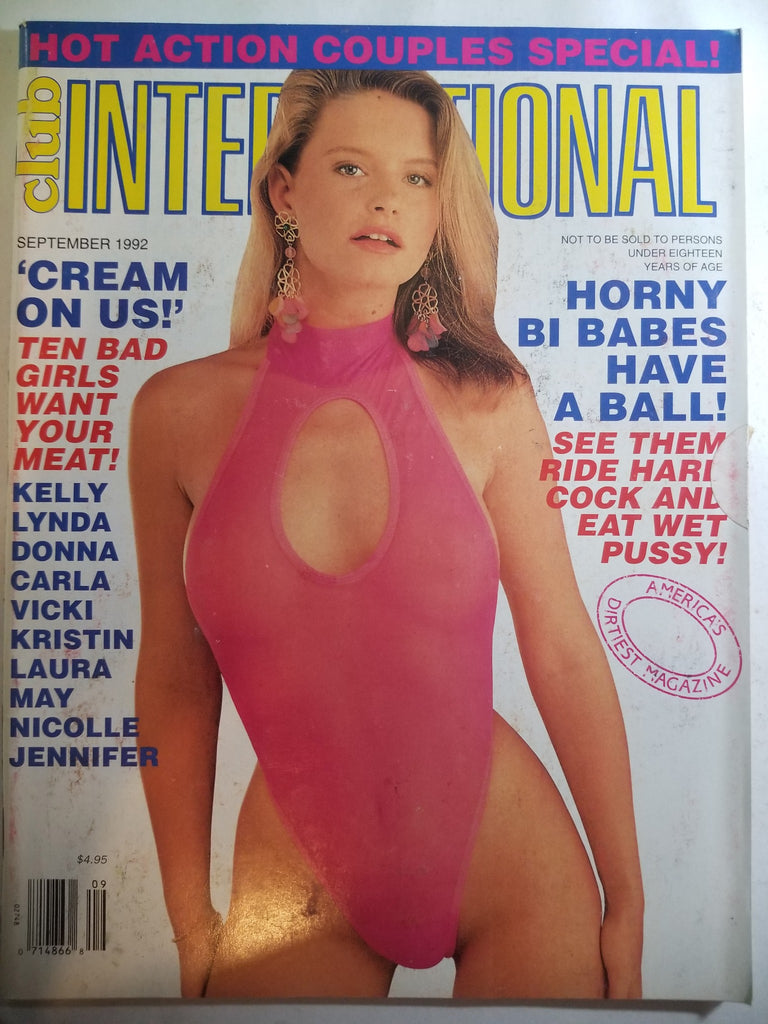 HOT ACTION COUPLES SPECIAL!
club
INTE TIONAL
SEPTEMBER 1992
NOT TO BE SOLD TO PERSONS
UNDER EIGHTEEN
YEARS OF AGE
'CREAM
ON US!'
TEN BAD
GIRLS
WANT
YOUR
MEAT!
KELLY
LYNDA
DONNA
CARLA
VICKI
KRISTIN
LAURA
MAY
NICOLLE
JENNIFER
HORNY
BI BABES
HAVE
A BALL!
SEE THEM
RIDE HARD
COCK AND
EAT WET
PUSSY!
AMERICA'S
DIRTIEST MAGAZINE
$4.95
09
02748
0 714866 8